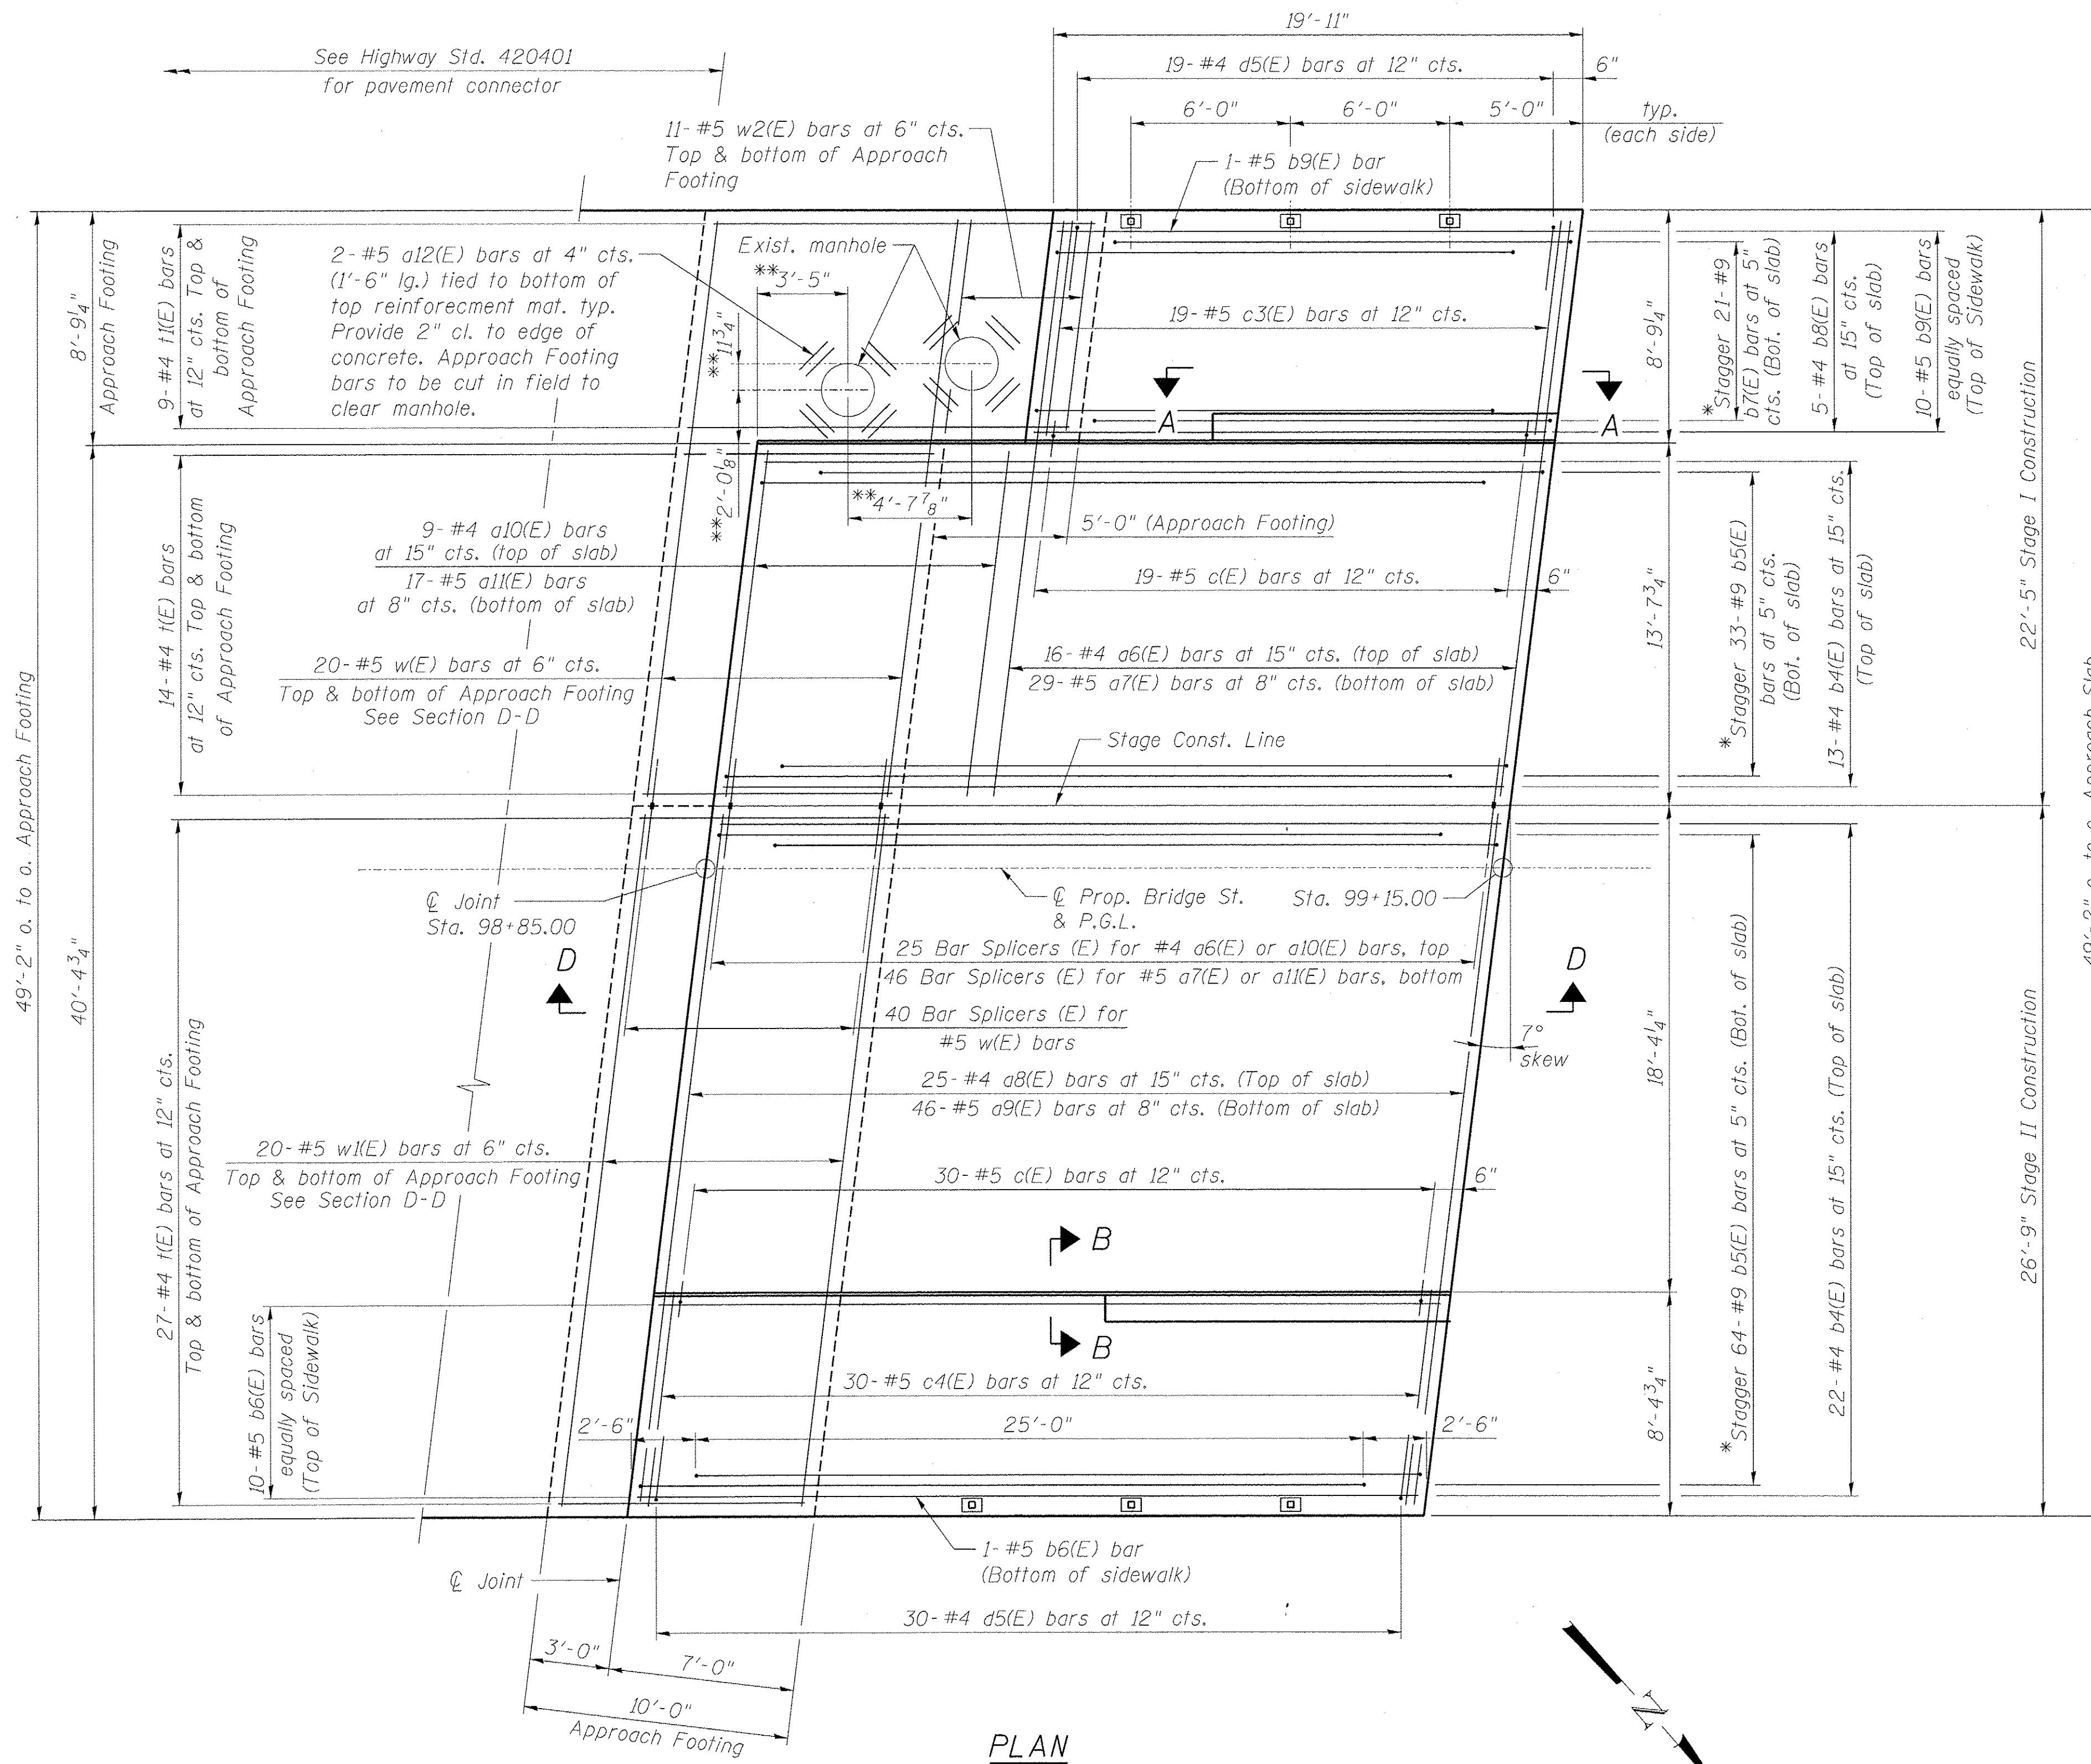 19'-11"
See Highway Std. 420401
for pavement connector
19- #4 d5(E) bars at 12" cts.
6"
6'-0"
6'-0"
5'-0"
typ.
(each side)
11- #5 w2(E) bars at 6" cts.
Top & bottom of Approach
Footing
1- #5 b9(E) bar
(Bottom of sidewalk)
8'-9¼"
Approach Footing
9- #4 t1(E) bars
at 12" cts. Top &
bottom of
Approach Footing
2- #5 a12(E) bars at 4" cts.
(1'-6" lg.) tied to bottom of
top reinforecment mat. typ.
Provide 2" cl. to edge of
concrete. Approach Footing
bars to be cut in field to
clear manhole.
Exist. manhole
**3'-5"
**11¾"
**2'-0⅛"
**4'-7⅞"
19- #5 c3(E) bars at 12" cts.
A
A
8'-9¼"
*Stagger 21- #9
b7(E) bars at 5"
cts. (Bot. of slab)
5- #4 b8(E) bars
at 15" cts.
(Top of slab)
10- #5 b9(E) bars
equally spaced
(Top of Sidewalk)
14- #4 t(E) bars
at 12" cts. Top & bottom
of Approach Footing
9- #4 a10(E) bars
at 15" cts. (top of slab)
17- #5 a11(E) bars
at 8" cts. (bottom of slab)
5'-0" (Approach Footing)
19- #5 c(E) bars at 12" cts.
6"
13'-7¾"
*Stagger 33- #9 b5(E)
bars at 5" cts.
(Bot. of slab)
13- #4 b4(E) bars at 15" cts.
(Top of slab)
22'-5" Stage I Construction
20- #5 w(E) bars at 6" cts.
Top & bottom of Approach Footing
See Section D-D
16- #4 a6(E) bars at 15" cts. (top of slab)
29- #5 a7(E) bars at 8" cts. (bottom of slab)
Stage Const. Line
49'-2" o. to o. Approach Footing
40'-4¾"
49'-2" o. to o. Approach Slab
℄ Joint
Sta. 98+85.00
℄ Prop. Bridge St.
& P.G.L.
Sta. 99+15.00
D
D
25 Bar Splicers (E) for #4 a6(E) or a10(E) bars, top
46 Bar Splicers (E) for #5 a7(E) or a11(E) bars, bottom
40 Bar Splicers (E) for
#5 w(E) bars
7°
skew
25- #4 a8(E) bars at 15" cts. (Top of slab)
46- #5 a9(E) bars at 8" cts. (Bottom of slab)
18'-4¼"
*Stagger 64- #9 b5(E) bars at 5" cts. (Bot. of slab)
22- #4 b4(E) bars at 15" cts. (Top of slab)
26'-9" Stage II Construction
27- #4 t(E) bars at 12" cts.
Top & bottom of Approach Footing
20- #5 w1(E) bars at 6" cts.
Top & bottom of Approach Footing
See Section D-D
30- #5 c(E) bars at 12" cts.
6"
B
B
10- #5 b6(E) bars
equally spaced
(Top of Sidewalk)
30- #5 c4(E) bars at 12" cts.
2'-6"
25'-0"
2'-6"
8'-4¾"
1- #5 b6(E) bar
(Bottom of sidewalk)
℄ Joint
30- #4 d5(E) bars at 12" cts.
3'-0"
7'-0"
10'-0"
Approach Footing
PLAN
N